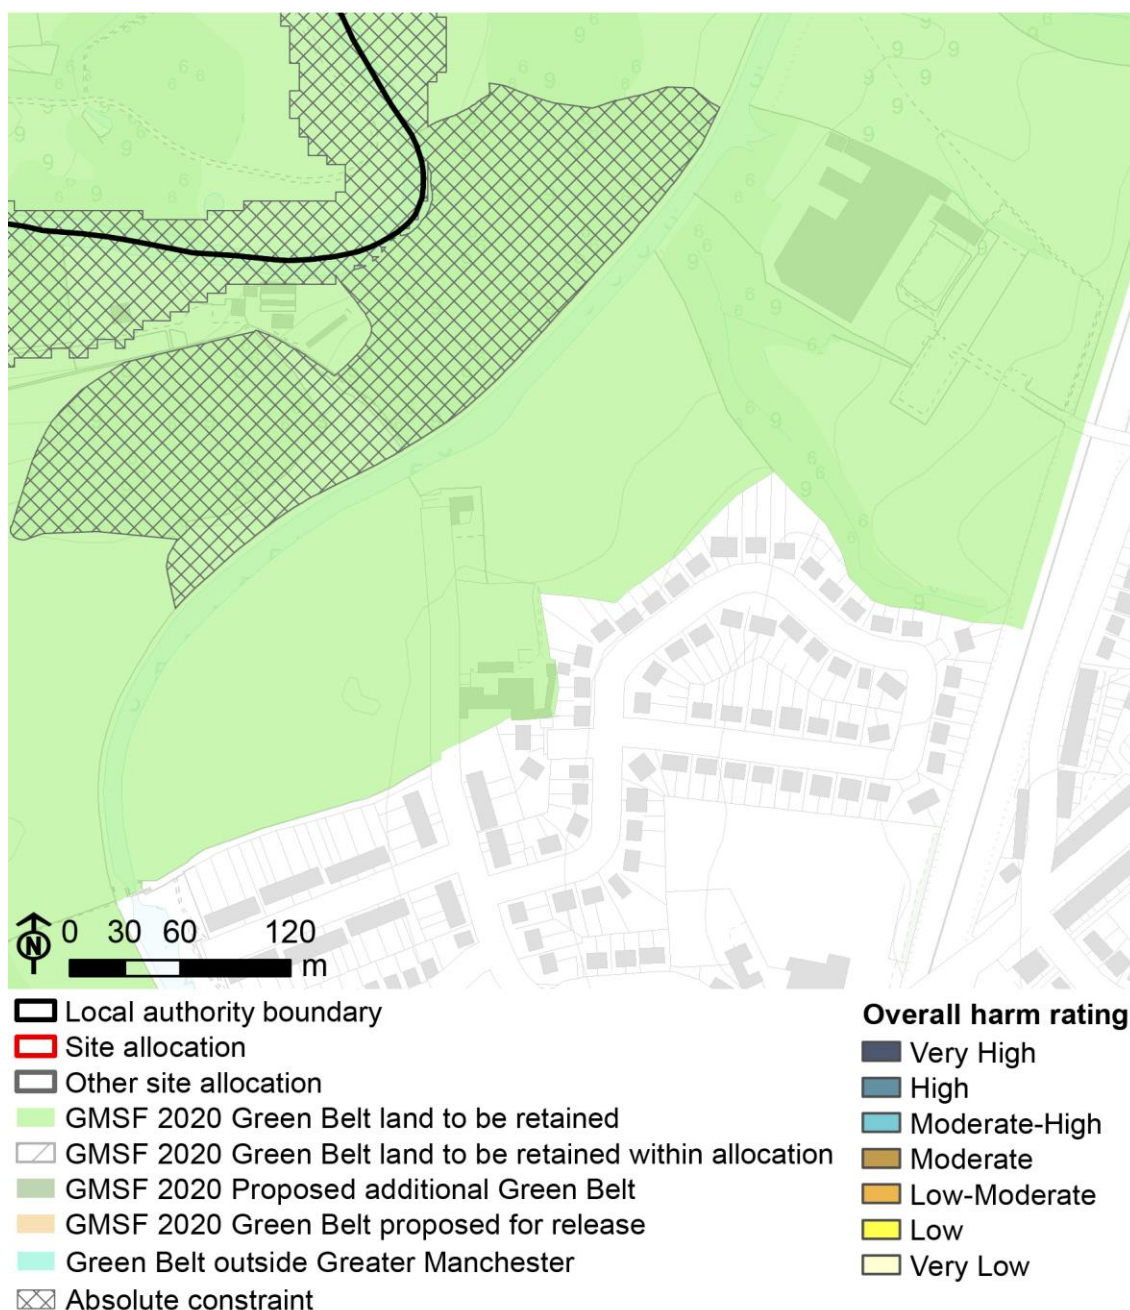 N
0 30 60 120
m
Local authority boundary
Site allocation
Other site allocation
GMSF 2020 Green Belt land to be retained
GMSF 2020 Green Belt land to be retained within allocation
GMSF 2020 Proposed additional Green Belt
GMSF 2020 Green Belt proposed for release
Green Belt outside Greater Manchester
Absolute constraint
Overall harm rating
Very High
High
Moderate-High
Moderate
Low-Moderate
Low
Very Low